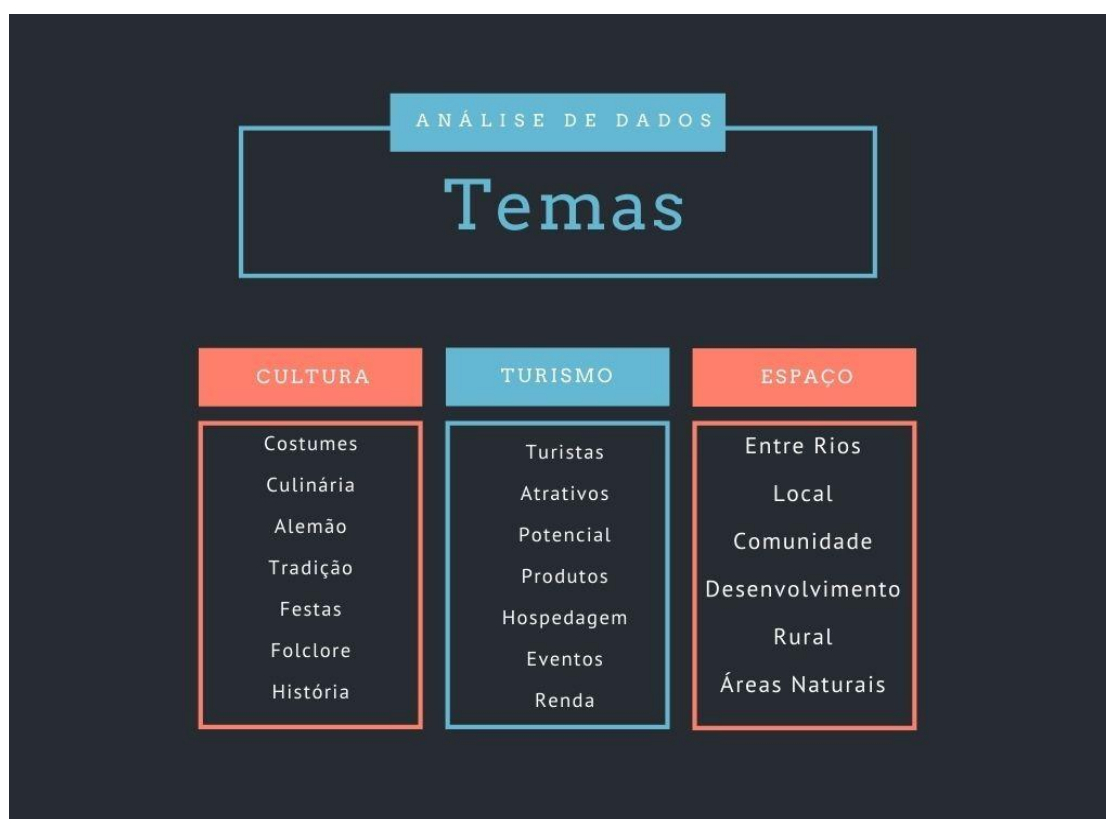 ANÁLISE DE DADOS
Temas
CULTURA
Costumes
Culinária
Alemão
Tradição
Festas
Folclore
História
TURISMO
Turistas
Atrativos
Potencial
Produtos
Hospedagem
Eventos
Renda
ESPAÇO
Entre Rios
Local
Comunidade
Desenvolvimento
Rural
Áreas Naturais